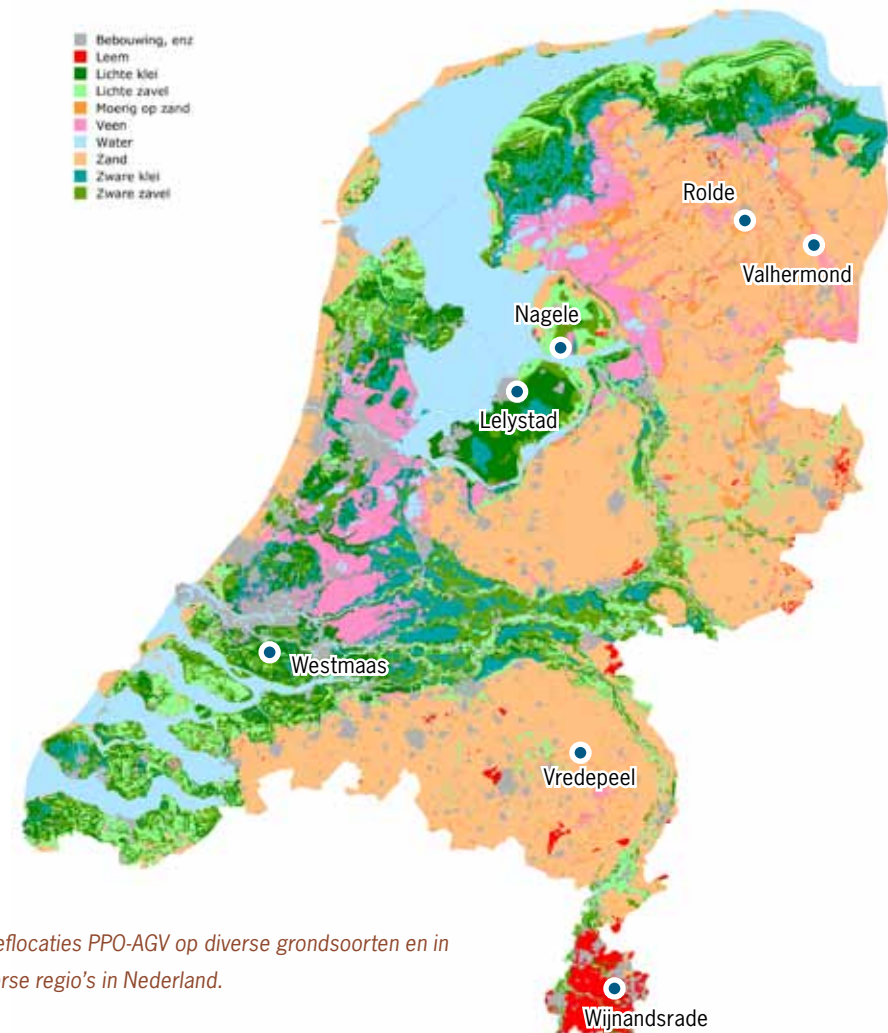 Bebouwing, enz
Leem
Lichte klei
Lichte zavel
Moerig op zand
Veen
Water
Zand
Zware klei
Zware zavel
Rolde
Valhermond
Nagele
Lelystad
Westmaas
Vredepeel
eflocaties PPO-AGV op diverse grondsoorten en in
erse regio's in Nederland.
Wijnandsrade